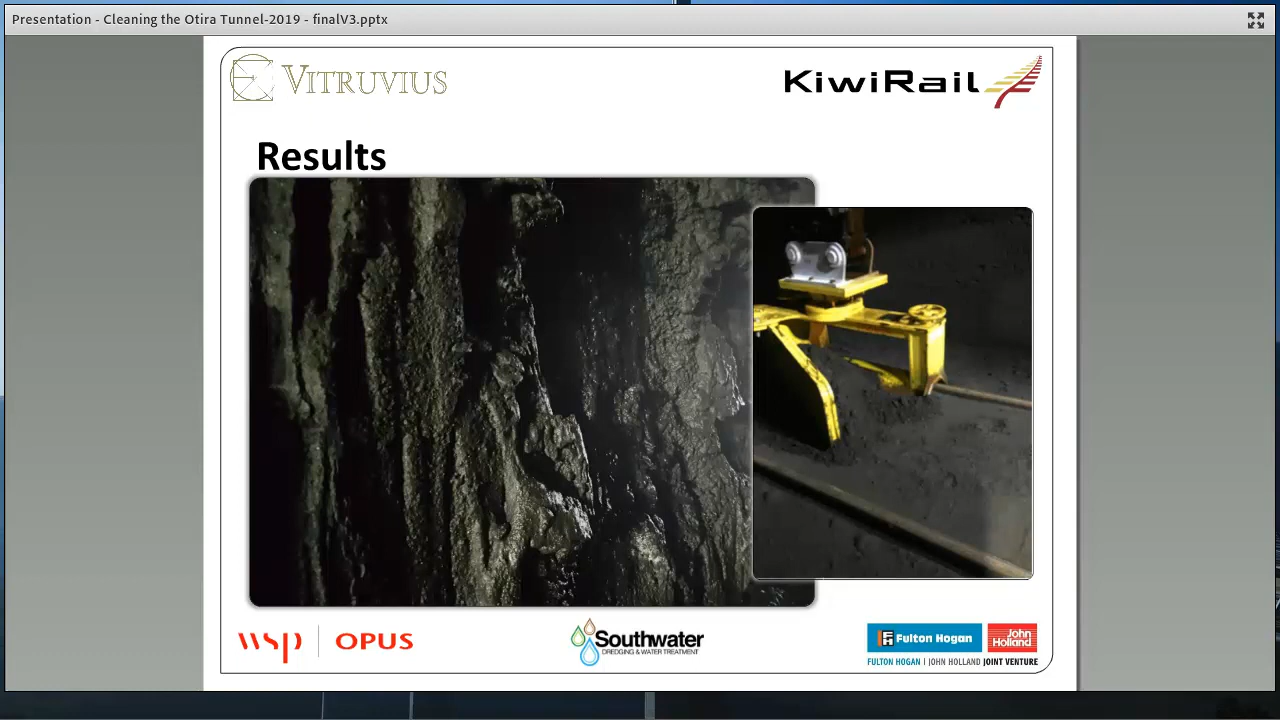 Presentation - Cleaning the Otira Tunnel-2019 - finalV3.pptx
VITRUVIUS
KiwiRail
Results
wsp | OPUS
Southwater
DREDGING & WATER TREATMENT
Fulton Hogan
John
Holland
FULTON HOGAN | JOHN HOLLAND JOINT VENTURE